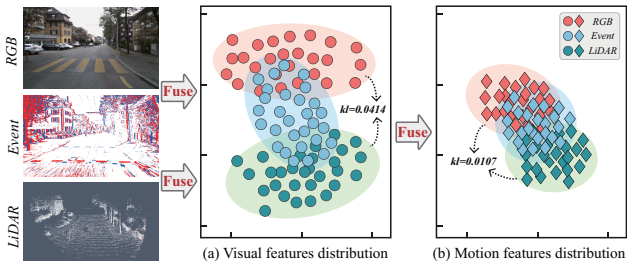 RGB
Event
LiDAR
Fuse
Fuse
kl=0.0414
(a) Visual features distribution
Fuse
RGB
Event
LiDAR
kl=0.0107
(b) Motion features distribution